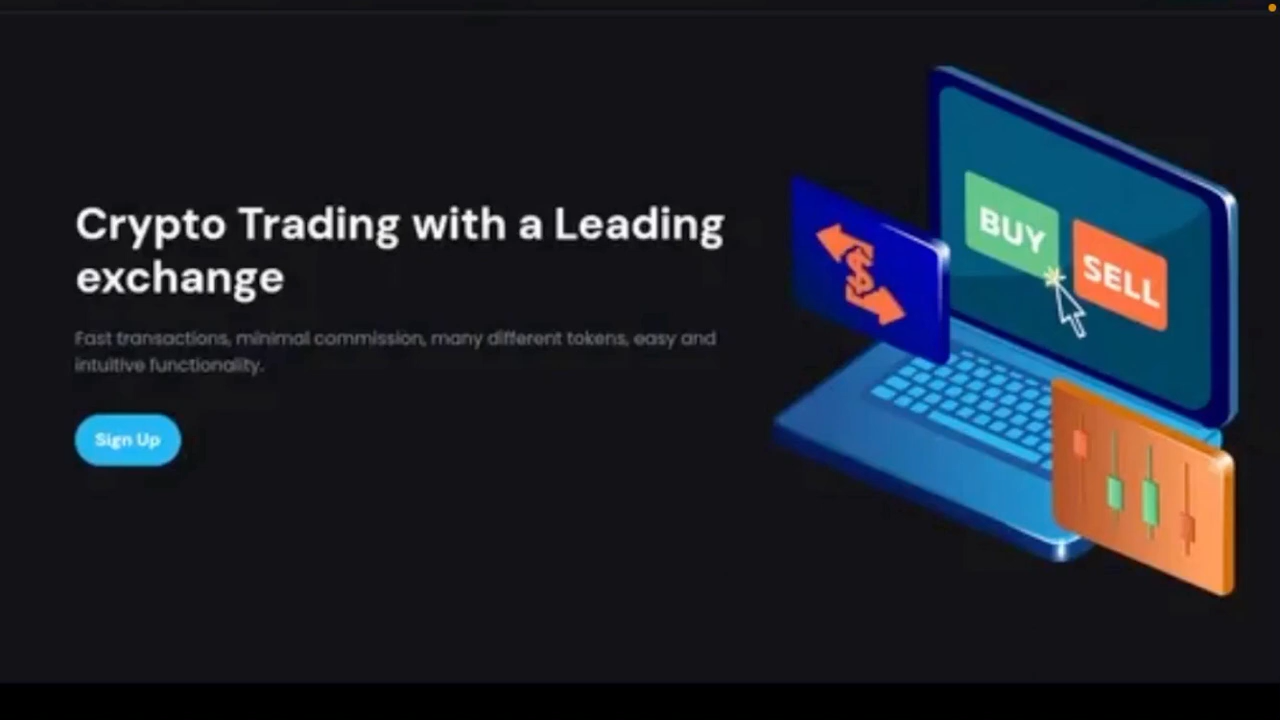 Crypto Trading with a Leading
exchange
Fast transactions, minimal commission, many different tokens, easy and
intuitive functionality.
Sign Up
BUY
SELL
$